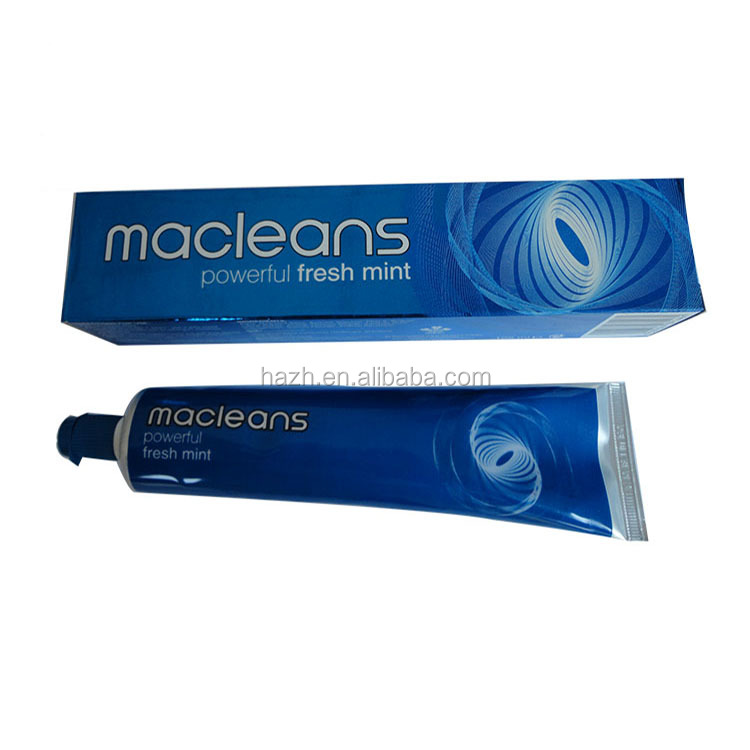 macleans
powerful fresh mint
hazh.en.alibaba.com
macleans
powerful
fresh mint